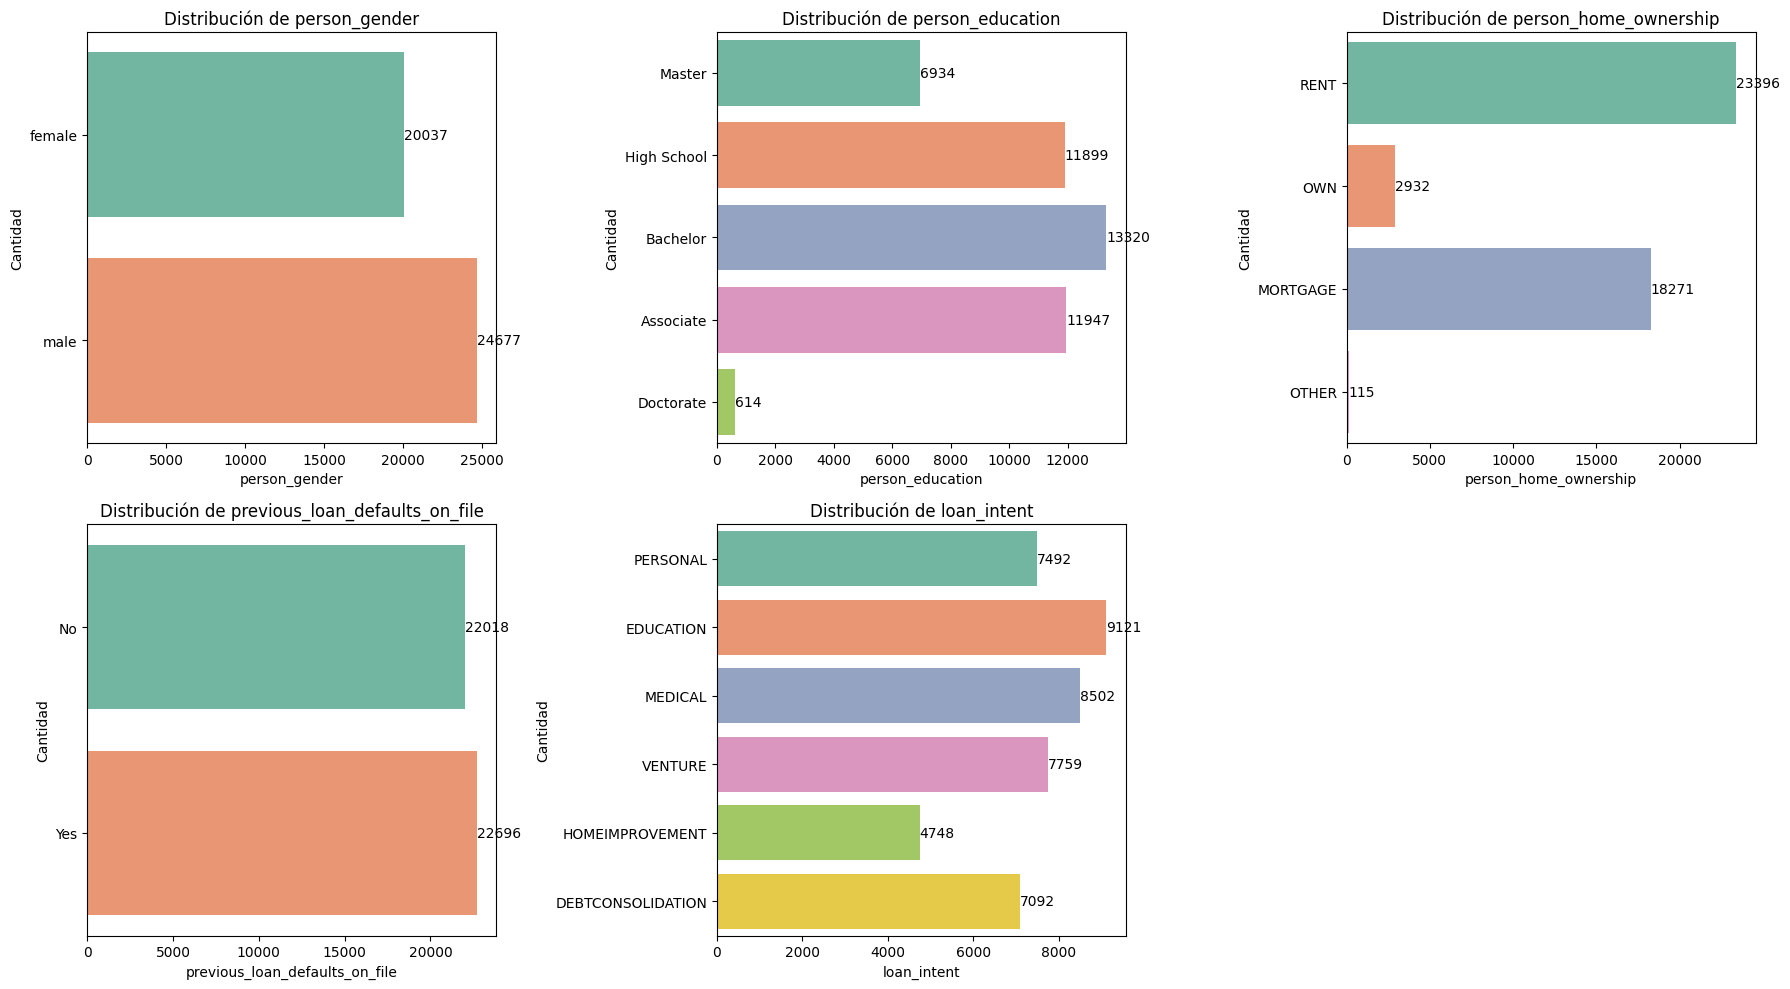 Distribución de person_gender
Cantidad
female
20037
male
24677
0 5000 10000 15000 20000 25000
person_gender
Distribución de person_education
Cantidad
Master
6934
High School
11899
Bachelor
13320
Associate
11947
Doctorate
614
0 2000 4000 6000 8000 10000 12000
person_education
Distribución de person_home_ownership
Cantidad
RENT
23396
OWN
2932
MORTGAGE
18271
OTHER
115
0 5000 10000 15000 20000
person_home_ownership
Distribución de previous_loan_defaults_on_file
Cantidad
No
22018
Yes
22696
0 5000 10000 15000 20000
previous_loan_defaults_on_file
Distribución de loan_intent
Cantidad
PERSONAL
7492
EDUCATION
9121
MEDICAL
8502
VENTURE
7759
HOMEIMPROVEMENT
4748
DEBTCONSOLIDATION
7092
0 2000 4000 6000 8000
loan_intent